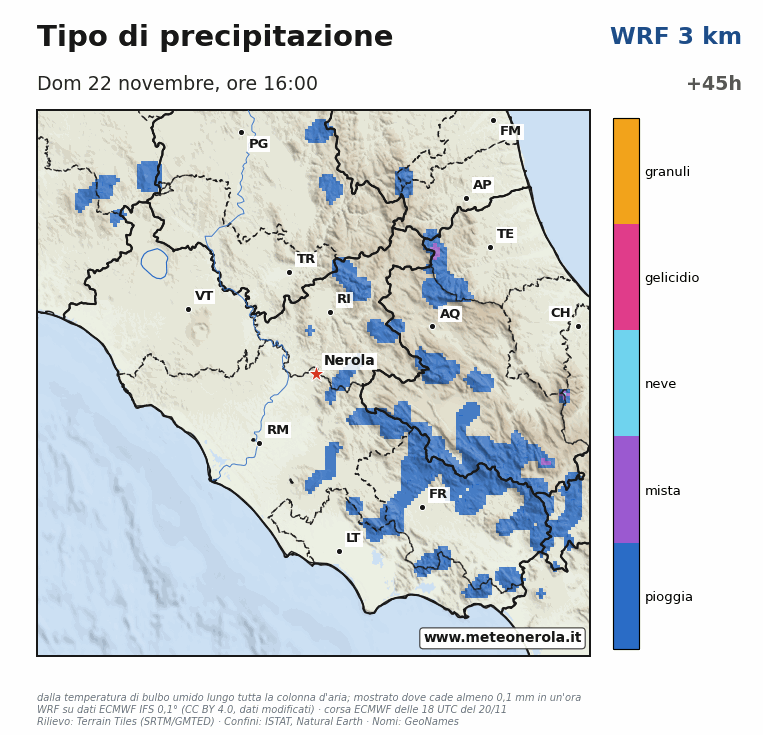 Tipo di precipitazione
WRF 3 km
Dom 22 novembre, ore 16:00
+45h
FM
PG
AP
TE
TR
RI
VT
AQ
CH
Nerola
RM
FR
LT
www.meteonerola.it
granuli
gelicidio
neve
mista
pioggia
dalla temperatura di bulbo umido lungo tutta la colonna d'aria; mostrato dove cade almeno 0,1 mm in un'ora
WRF su dati ECMWF IFS 0,1° (CC BY 4.0, dati modificati) · corsa ECMWF delle 18 UTC del 20/11
Rilievo: Terrain Tiles (SRTM/GMTED) · Confini: ISTAT, Natural Earth · Nomi: GeoNames